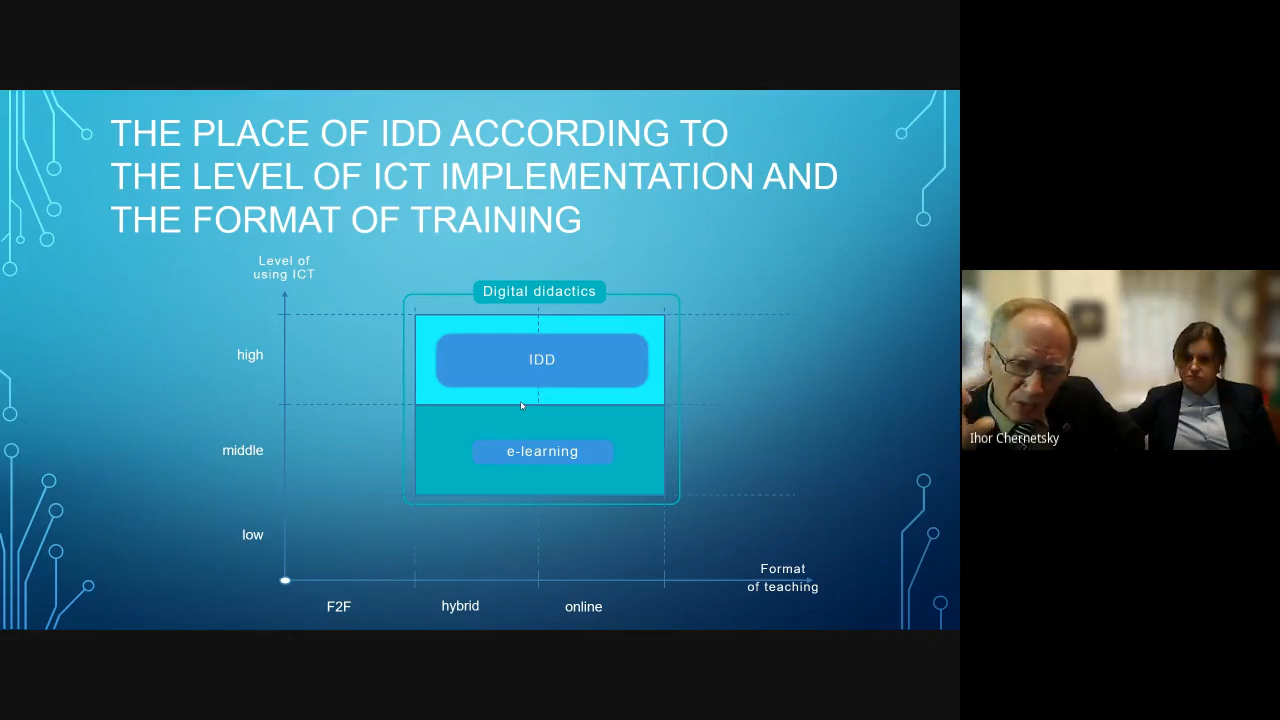 THE PLACE OF IDD ACCORDING TO
THE LEVEL OF ICT IMPLEMENTATION AND
THE FORMAT OF TRAINING
Level of
using ICT
Digital didactics
high
IDD
middle
e-learning
low
Format
of teaching
F2F
hybrid
online
Ihor Chernetsky